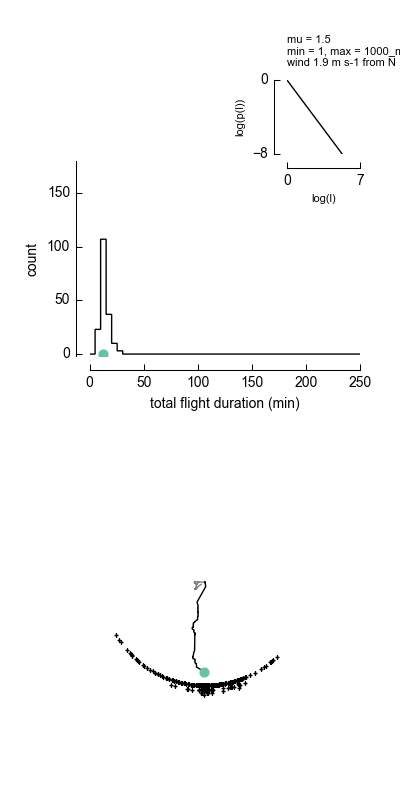 mu = 1.5
min = 1, max = 1000_m
wind 1.9 m s-1 from N
0
log(p(l))
−8
0
7
log(l)
150
100
50
0
count
0
50
100
150
200
250
total flight duration (min)